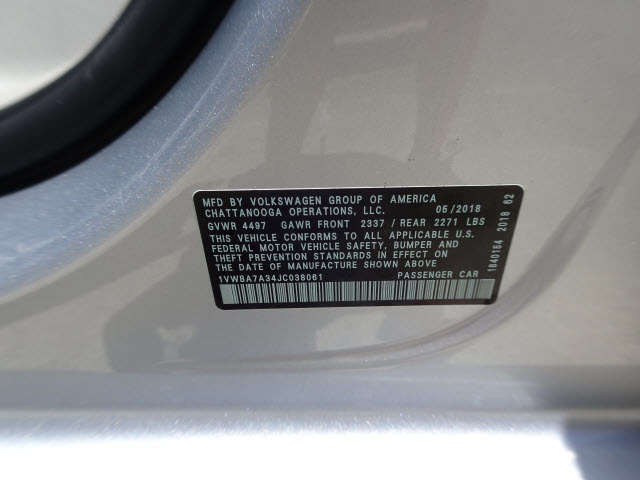 MFD BY VOLKSWAGEN GROUP OF AMERICA
CHATTANOOGA OPERATIONS, LLC. 05/2018
GVWR 4497 GAWR FRONT 2337 / REAR 2271 LBS
THIS VEHICLE CONFORMS TO ALL APPLICABLE U.S.
FEDERAL MOTOR VEHICLE SAFETY, BUMPER AND
THEFT PREVENTION STANDARDS IN EFFECT ON
THE DATE OF MANUFACTURE SHOWN ABOVE.
1VWBA7A34JC038061 PASSENGER CAR
1840154 2018 62